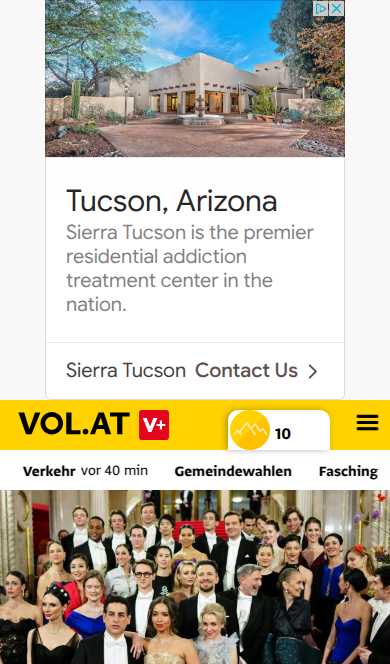 Tucson, Arizona
Sierra Tucson is the premier
residential addiction
treatment center in the
nation.
Sierra Tucson Contact Us
VOL.AT V+ 10
Verkehr vor 40 min Gemeindewahlen Fasching